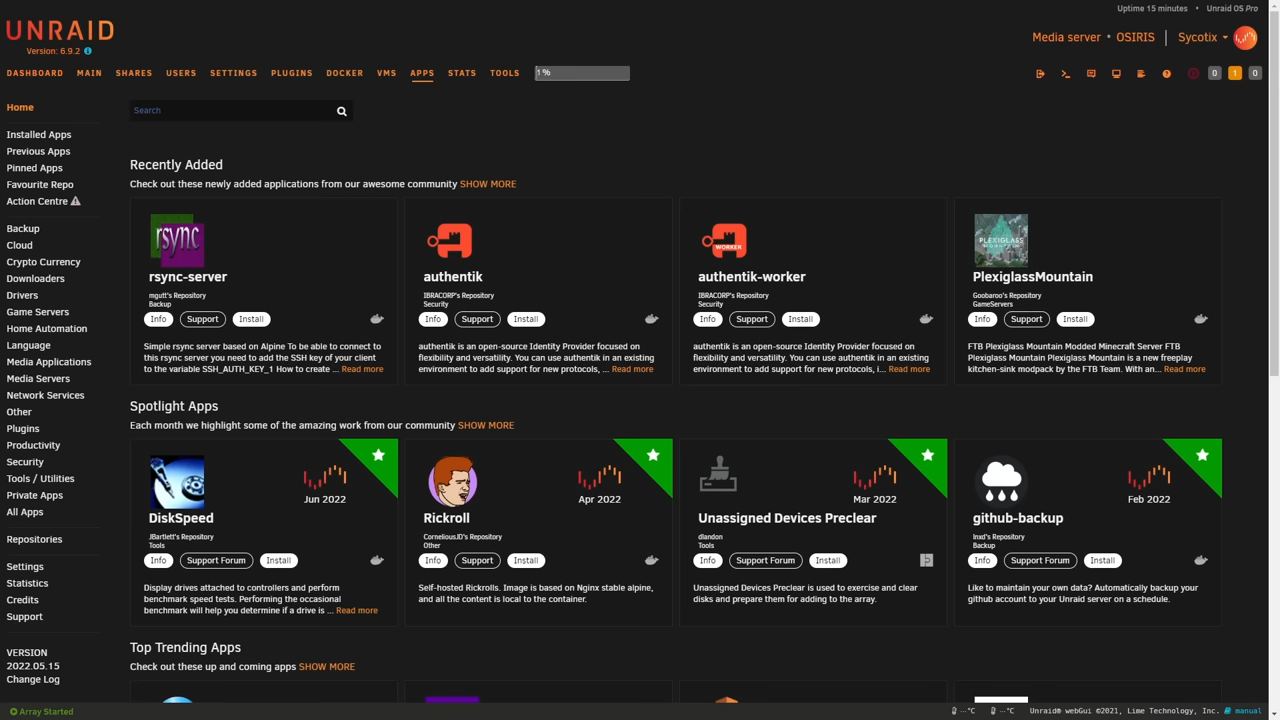 Uptime 15 minutes • Unraid OS Pro
UNRAID
Version: 6.9.2
Media server • OSIRIS | Sycotix
DASHBOARD MAIN SHARES USERS SETTINGS PLUGINS DOCKER VMS APPS STATS TOOLS 1% 0 1 0
Home
Installed Apps
Previous Apps
Pinned Apps
Favourite Repo
Action Centre
Backup
Cloud
Crypto Currency
Downloaders
Drivers
Game Servers
Home Automation
Language
Media Applications
Media Servers
Network Services
Other
Plugins
Productivity
Security
Tools / Utilities
Private Apps
All Apps
Repositories
Settings
Statistics
Credits
Support
VERSION
2022.05.15
Change Log
Search
Recently Added
Check out these newly added applications from our awesome community SHOW MORE
rsync
rsync-server
mgutt's Repository
Backup
Info Support Install
Simple rsync server based on Alpine To be able to connect to
this rsync server you need to add the SSH key of your client
to the variable SSH_AUTH_KEY_1 How to create ... Read more
authentik
IBRACORP's Repository
Security
Info Support Install
authentik is an open-source Identity Provider focused on
flexibility and versatility. You can use authentik in an existing
environment to add support for new protocols, ... Read more
WORKER
authentik-worker
IBRACORP's Repository
Security
Info Support Install
authentik is an open-source Identity Provider focused on
flexibility and versatility. You can use authentik in an existing
environment to add support for new protocols, i... Read more
PLEXIGLASS
MOUNTAIN
PlexiglassMountain
Goobaroo's Repository
GameServers
Info Support Install
FTB Plexiglass Mountain Modded Minecraft Server FTB
Plexiglass Mountain Plexiglass Mountain is a new freeplay
kitchen-sink modpack by the FTB Team. With an... Read more
Spotlight Apps
Each month we highlight some of the amazing work from our community SHOW MORE
Jun 2022
DiskSpeed
JBartlett's Repository
Tools
Info Support Forum Install
Display drives attached to controllers and perform
benchmark speed tests. Performing the occasional
benchmark will help you determine if a drive is ... Read more
Apr 2022
Rickroll
CorneliousJD's Repository
Other
Info Support Install
Self-hosted Rickrolls. Image is based on Nginx stable alpine,
and all the content is local to the container.
Mar 2022
Unassigned Devices Preclear
dlandon
Tools
Info Support Forum Install
Unassigned Devices Preclear is used to exercise and clear
disks and prepare them for adding to the array.
Feb 2022
github-backup
lnxd's Repository
Backup
Info Support Forum Install
Like to maintain your own data? Automatically backup your
github account to your Unraid server on a schedule.
Top Trending Apps
Check out these up and coming apps SHOW MORE
Array Started
--°C --°C Unraid® webGui ©2021, Lime Technology, Inc. manual